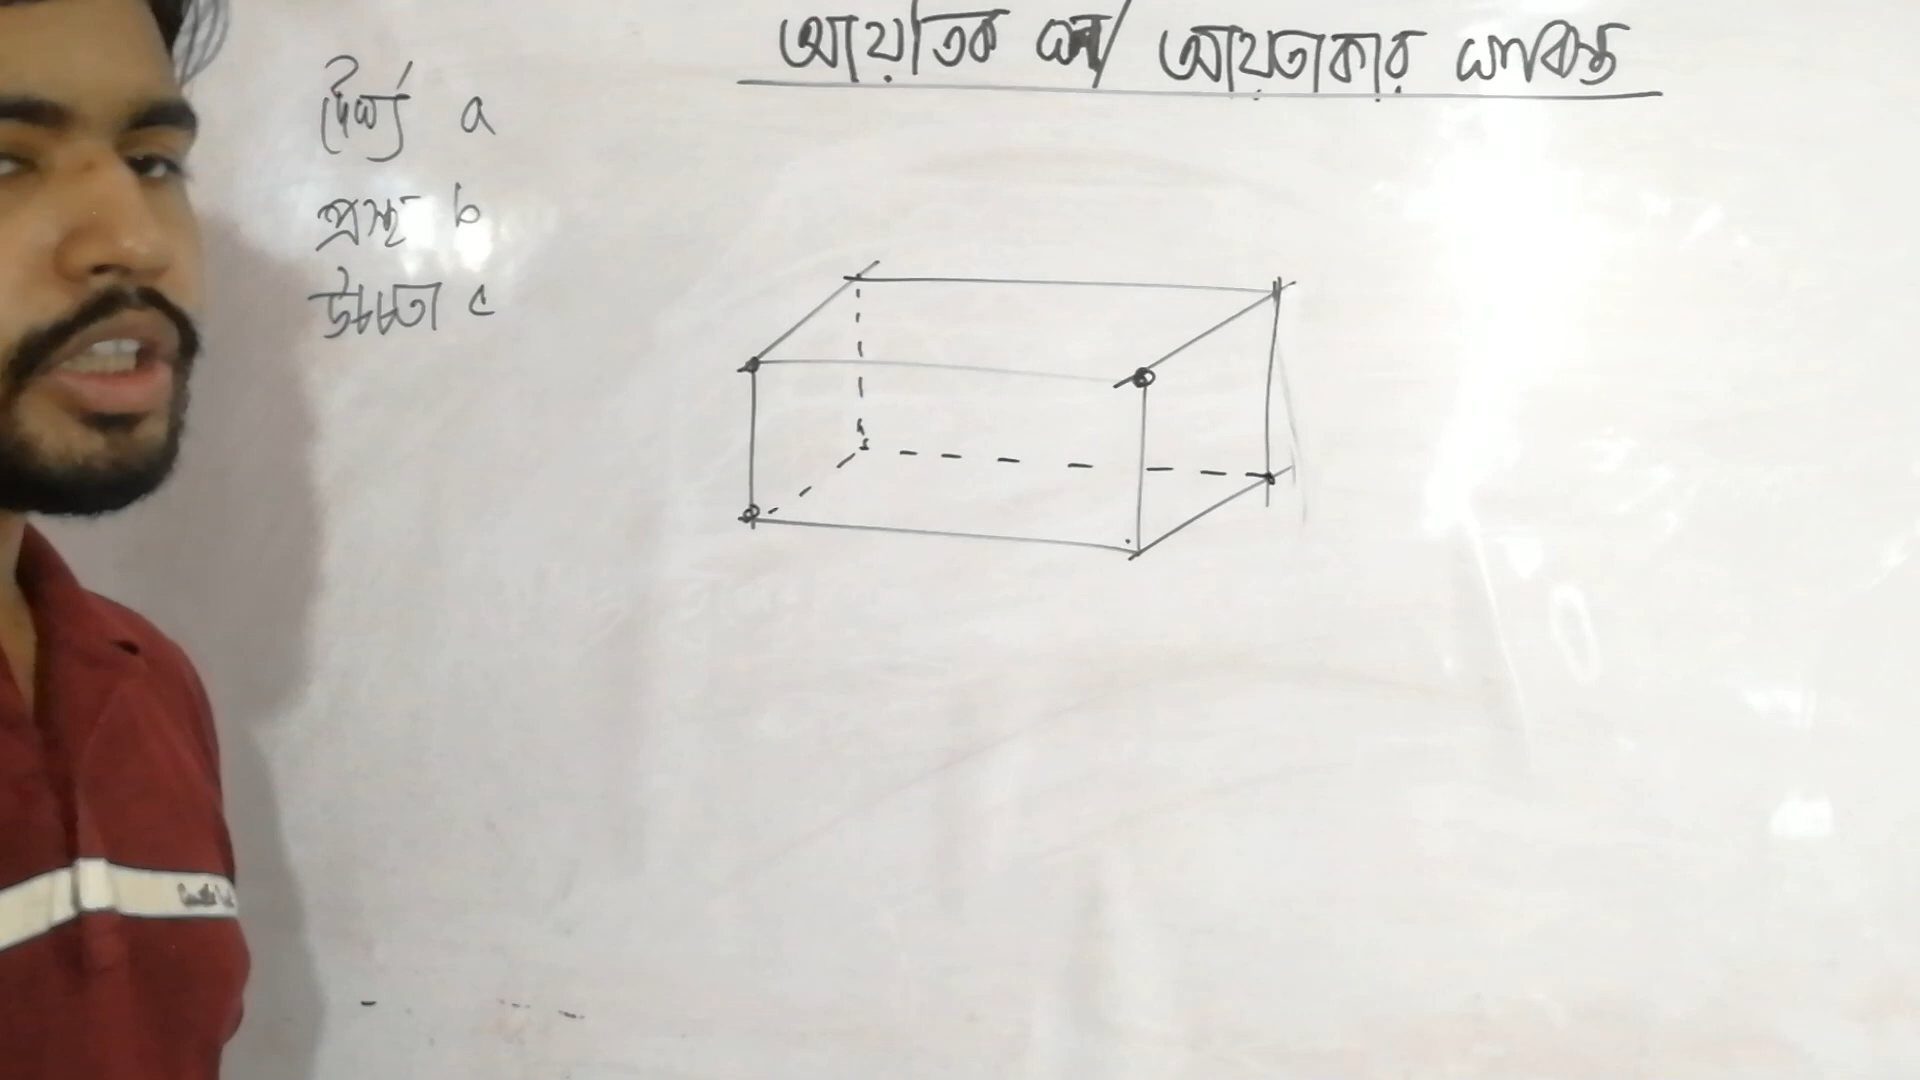 আয়তিক ঘন/ আয়তাকার ঘনবস্তু
দৈর্ঘ্য a
প্রস্থ b
উচ্চতা c